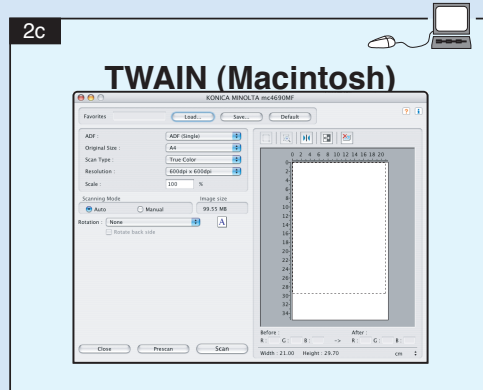 2c
TWAIN (Macintosh)
KONICA MINOLTA mc4690MF
Favorites Load... Save... Default ? i
ADF : ADF (Single)
Original Size : A4
Scan Type : True Color
Resolution : 600dpi x 600dpi
Scale : 100 %
Scanning Mode Image size
Auto Manual 99.55 MB
Rotation : None A
Rotate back side
Close Prescan Scan
0 2 4 6 8 10 12 14 16 18 20
0
2
4
6
8
10
12
14
16
18
20
22
24
26
28
30
32
34
Before : After :
R : G : B : -> R : G : B :
Width : 21.00 Height : 29.70 cm